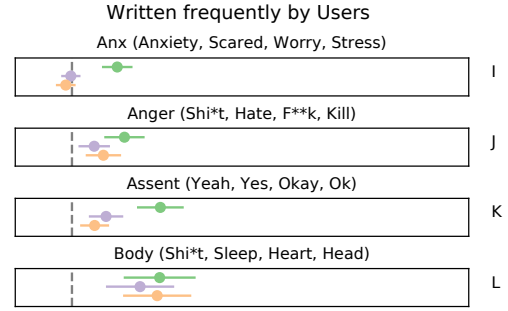 Written frequently by Users
Anx (Anxiety, Scared, Worry, Stress)
I
Anger (Shi*t, Hate, F**k, Kill)
J
Assent (Yeah, Yes, Okay, Ok)
K
Body (Shi*t, Sleep, Heart, Head)
L